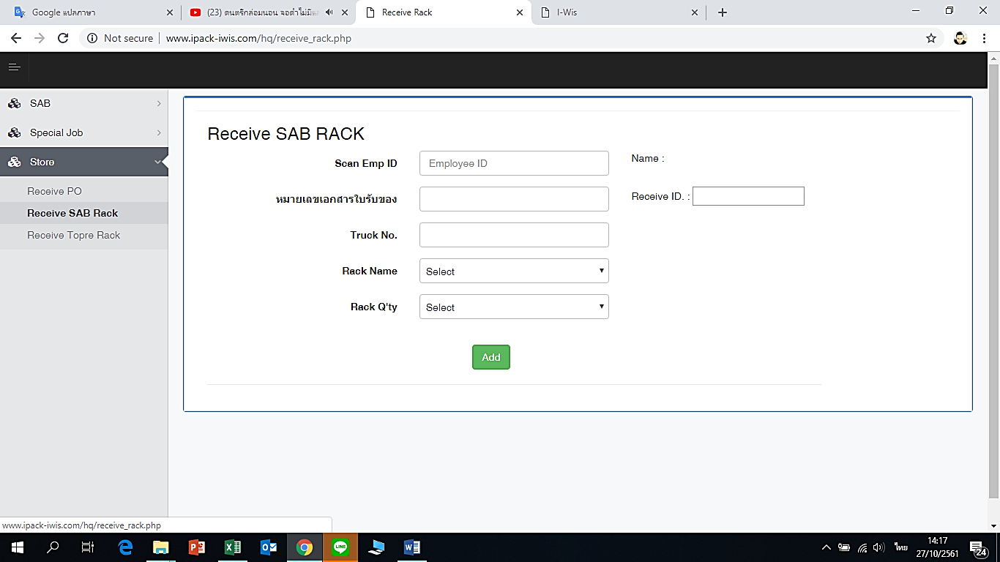 Google แปลภาษา
(23) ดนตรีกล่อมนอน จอดำไม่มีแ
Receive Rack
I-Wis
Not secure
www.ipack-iwis.com/hq/receive_rack.php
SAB
Special Job
Store
Receive PO
Receive SAB Rack
Receive Topre Rack
Receive SAB RACK
Scan Emp ID
Employee ID
Name :
หมายเลขเอกสารใบรับของ
Receive ID. :
Truck No.
Rack Name
Select
Rack Q'ty
Select
Add
www.ipack-iwis.com/hq/receive_rack.php
LINE
ไทย
14:17
27/10/2561
24